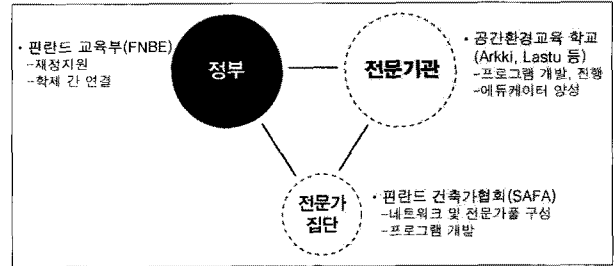 · 핀란드 교육부(FNBE)
-재정지원
-학제 간 연결
정부
전문기관
· 공간환경교육 학교
(Arkki, Lastu 등)
-프로그램 개발, 진행
-에듀케이터 양성
전문가
집단
· 핀란드 건축가협회(SAFA)
-네트워크 및 전문가풀 구성
-프로그램 개발